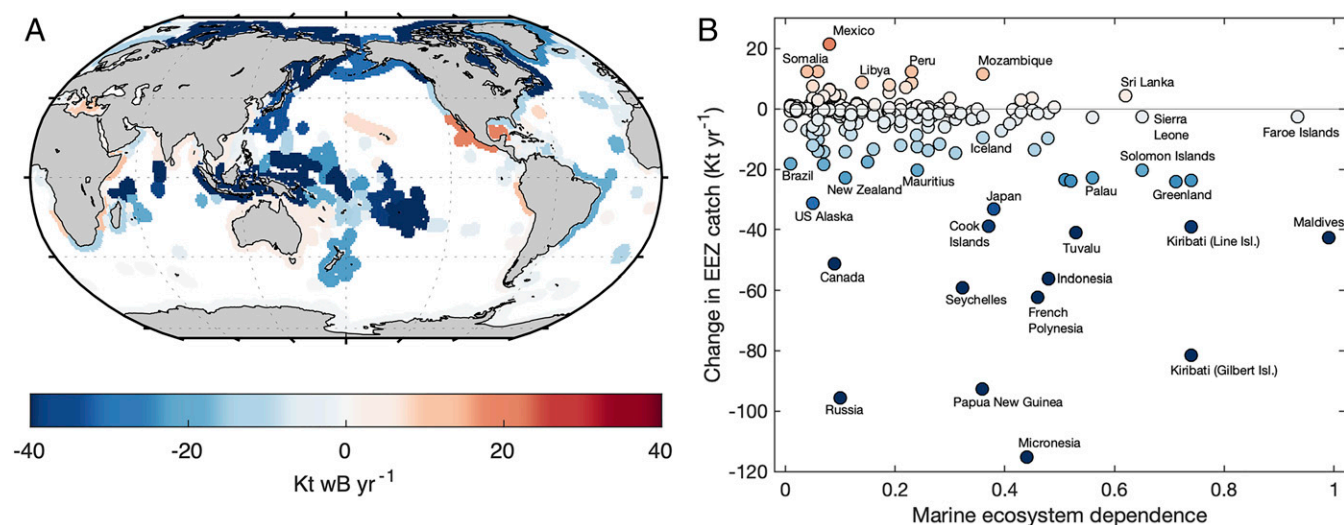 A
-40
-20
0
20
40
Kt wB yr⁻¹
B
Change in EEZ catch (Kt yr⁻¹)
20
0
-20
-40
-60
-80
-100
-120
Mexico
Somalia
Libya
Peru
Mozambique
Sri Lanka
Sierra
Leone
Faroe Islands
Iceland
Solomon Islands
Brazil
New Zealand
Mauritius
Palau
Greenland
US Alaska
Japan
Cook
Islands
Tuvalu
Kiribati (Line Isl.)
Maldives
Canada
Seychelles
Indonesia
French
Polynesia
Kiribati (Gilbert Isl.)
Russia
Papua New Guinea
Micronesia
0
0.2
0.4
0.6
0.8
1
Marine ecosystem dependence